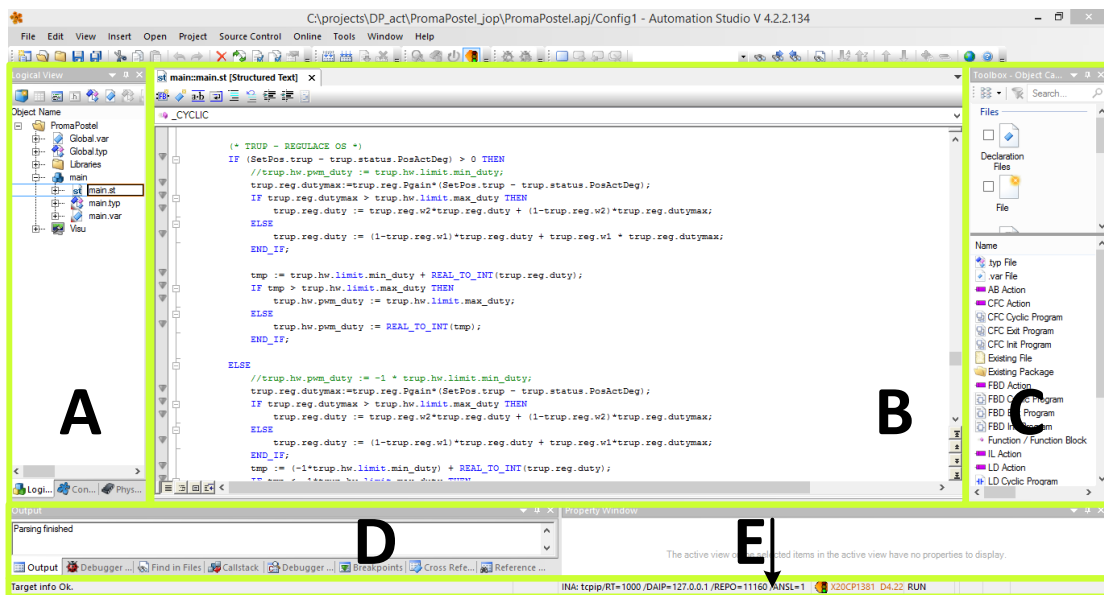 C:\projects\DP_act\PromaPostel_jop\PromaPostel.apj/Config1 - Automation Studio V 4.2.2.134
File Edit View Insert Open Project Source Control Online Tools Window Help
Logical View
main::main.st [Structured Text]
Toolbox - Object Ca...
Search...
Object Name
_CYCLIC
Files
PromaPostel
Global.var
Global.typ
Libraries
main
main.st
main.typ
main.var
Visu
(* TRUP - REGULACE OS *)
IF (SetPos.trup - trup.status.PosActDeg) > 0 THEN
//trup.hw.pwm_duty := trup.hw.limit.min_duty;
trup.reg.dutymax:=trup.reg.Pgain*(SetPos.trup - trup.status.PosActDeg);
IF trup.reg.dutymax > trup.hw.limit.max_duty THEN
trup.reg.duty := trup.reg.w2*trup.reg.duty + (1-trup.reg.w2)*trup.reg.dutymax;
ELSE
trup.reg.duty := (1-trup.reg.w1)*trup.reg.duty + trup.reg.w1 * trup.reg.dutymax;
END_IF;
tmp := trup.hw.limit.min_duty + REAL_TO_INT(trup.reg.duty);
IF tmp > trup.hw.limit.max_duty THEN
trup.hw.pwm_duty := trup.hw.limit.max_duty;
ELSE
trup.hw.pwm_duty := REAL_TO_INT(tmp);
END_IF;
ELSE
//trup.hw.pwm_duty := -1 * trup.hw.limit.min_duty;
trup.reg.dutymax:=trup.reg.Pgain*(SetPos.trup - trup.status.PosActDeg);
IF trup.reg.dutymax > trup.hw.limit.max_duty THEN
trup.reg.duty := trup.reg.w2*trup.reg.duty + (1-trup.reg.w2)*trup.reg.dutymax;
ELSE
trup.reg.duty := (1-trup.reg.w1)*trup.reg.duty + trup.reg.w1*trup.reg.dutymax;
END_IF;
tmp := (-1*trup.hw.limit.min_duty) + REAL_TO_INT(trup.reg.duty);
Declaration
Files
File
Name
.typ File
.var File
AB Action
CFC Action
CFC Cyclic Program
CFC Exit Program
CFC Init Program
Existing File
Existing Package
FBD Action
FBD Program
FBD Program
FBD Program
Function / Function Block
IL Action
LD Action
LD Cyclic Program
A
B
C
Logi... Con... Phys...
Output
Property Window
Parsing finished
D
E
The active view or the selected items in the active view have no properties to display.
Output Debugger ... Find in Files Callstack Debugger ... Breakpoints Cross Refe... Reference ...
Target info Ok.
INA: tcpip/RT=1000 /DAIP=127.0.0.1 /REPO=11160 /ANSL=1 X20CP1381 D4.22 RUN